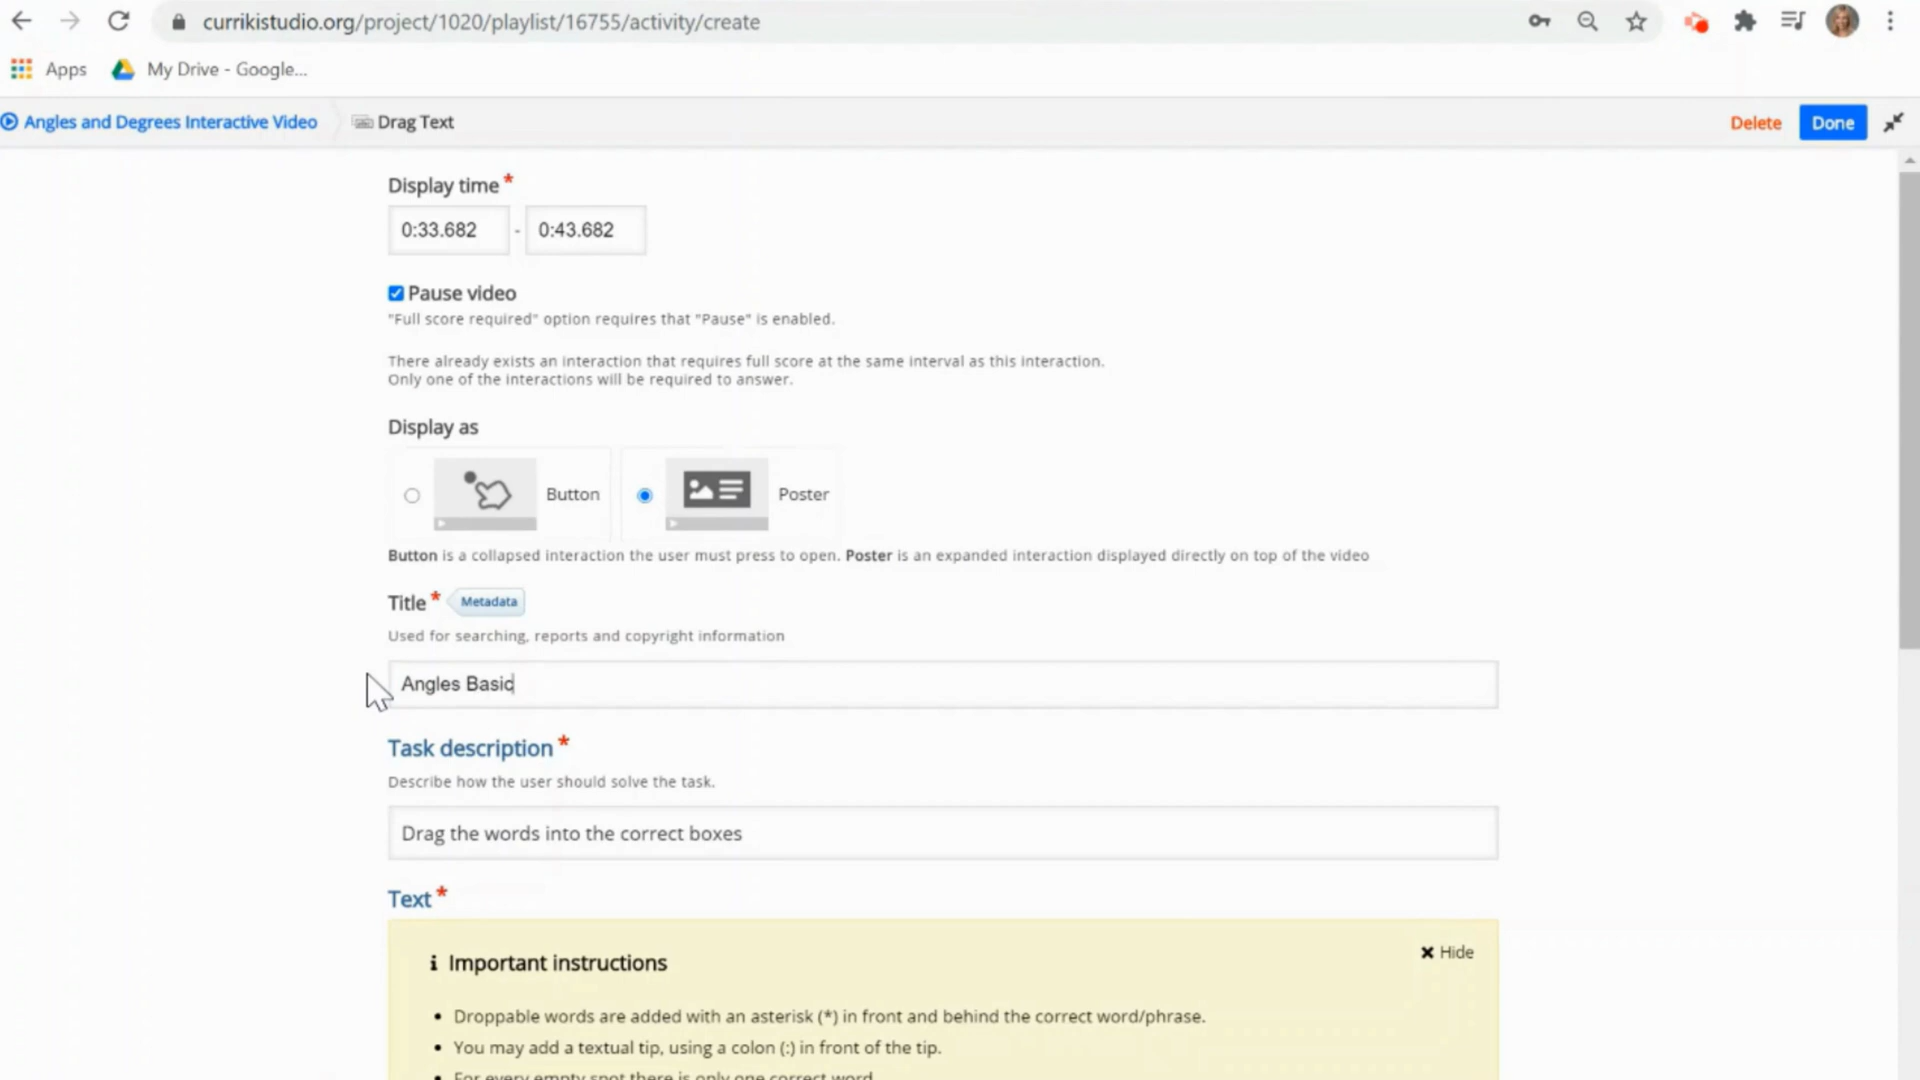 currikistudio.org/project/1020/playlist/16755/activity/create
Apps My Drive - Google...
Angles and Degrees Interactive Video Drag Text Delete Done
Display time *
0:33.682 - 0:43.682
Pause video
"Full score required" option requires that "Pause" is enabled.
There already exists an interaction that requires full score at the same interval as this interaction.
Only one of the interactions will be required to answer.
Display as
Button Poster
Button is a collapsed interaction the user must press to open. Poster is an expanded interaction displayed directly on top of the video
Title * Metadata
Used for searching, reports and copyright information
Angles Basic
Task description *
Describe how the user should solve the task.
Drag the words into the correct boxes
Text *
Important instructions Hide
• Droppable words are added with an asterisk (*) in front and behind the correct word/phrase.
• You may add a textual tip, using a colon (:) in front of the tip.
• For every empty spot there is only one correct word.